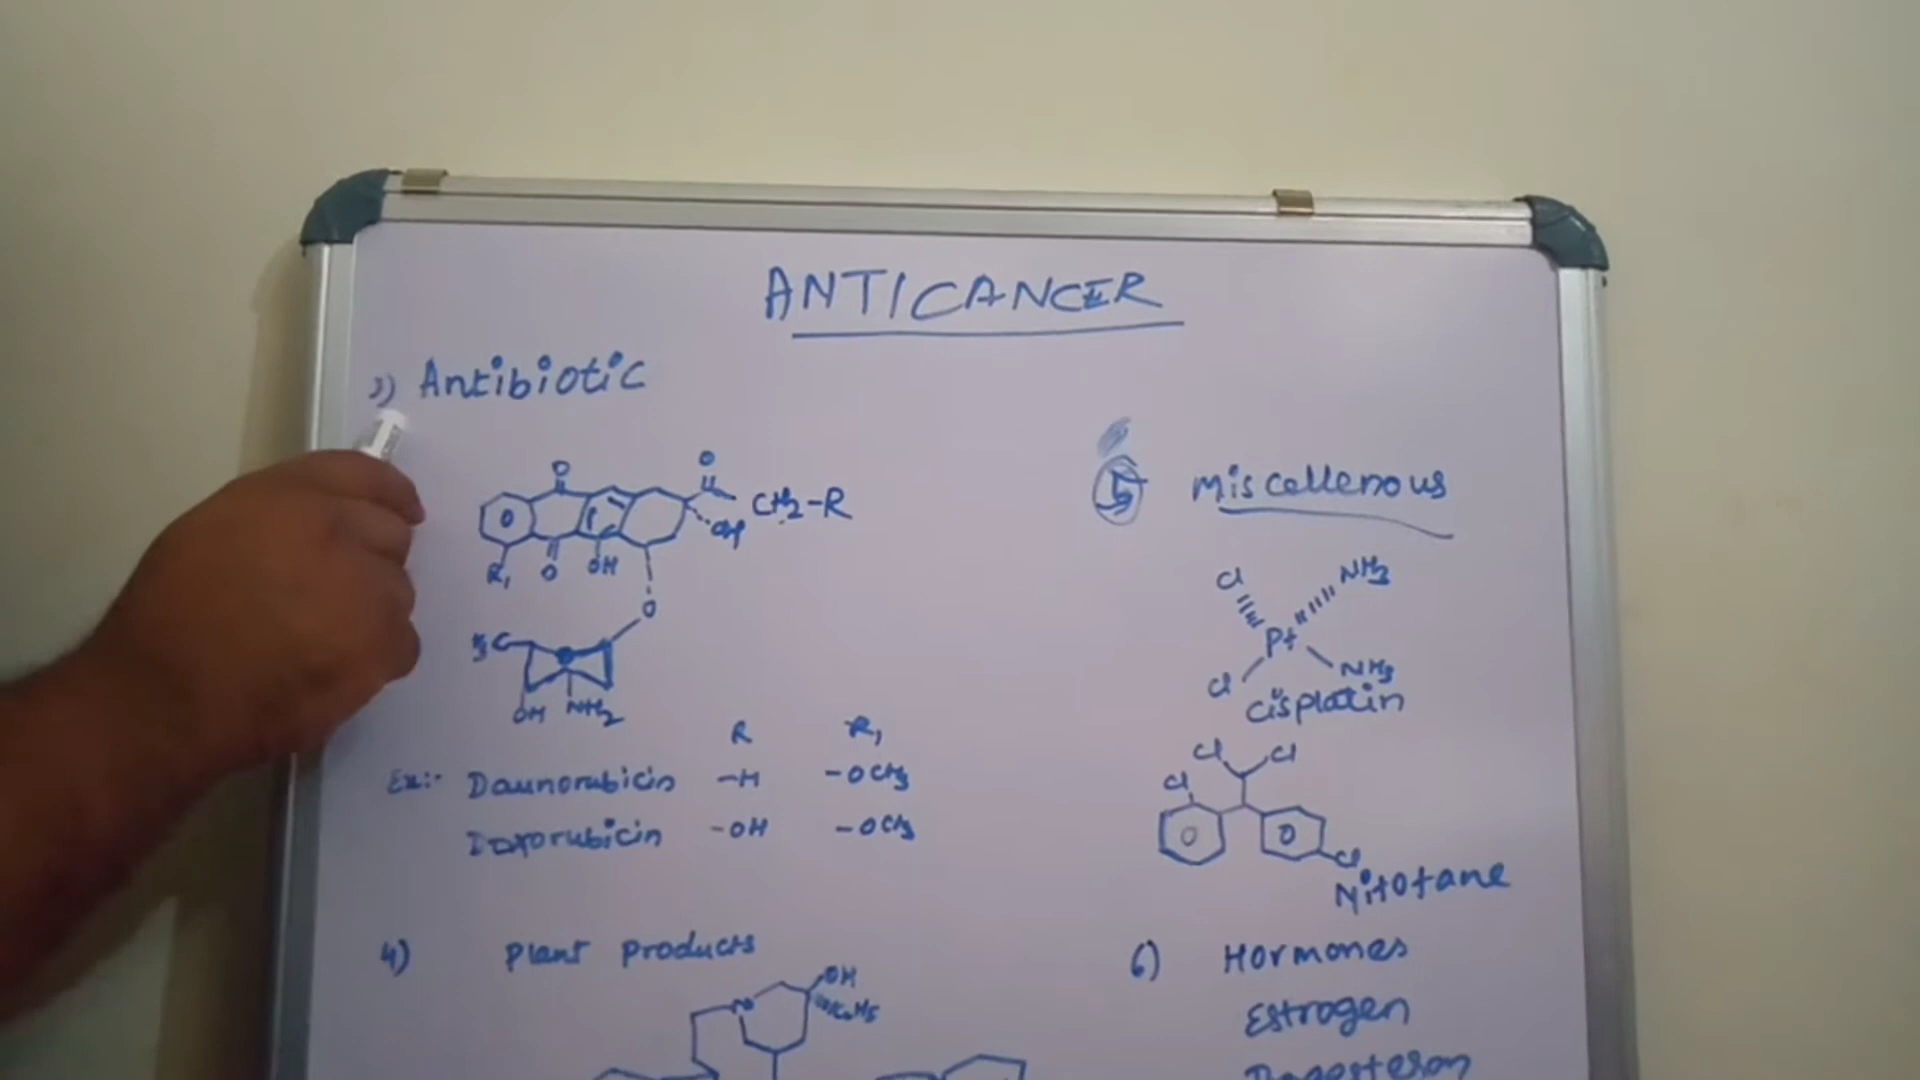 ANTICANCER
3) Antibiotic
O
O
CH2-R
OH
R1 O OH
O
H3C
OH NH2
R R1
Ex:- Daunorubicin -H -OCH3
Doxorubicin -OH -OCH3
4) Plant products
N
OH
5 Miscellenous
Cl NH3
Pt
Cl NH3
Cisplatin
Cl Cl
Cl
Cl
Nitotane
6) Hormones
Estrogen